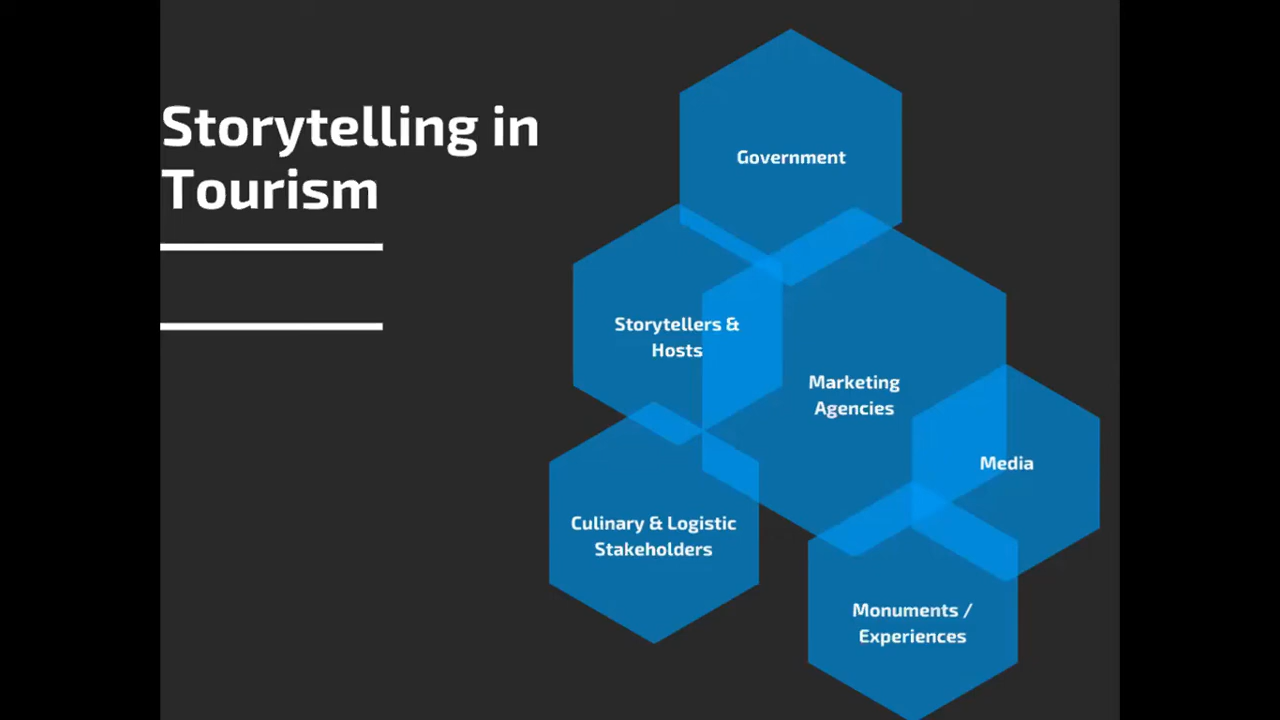 Storytelling in
Tourism
Government
Storytellers &
Hosts
Marketing
Agencies
Media
Culinary & Logistic
Stakeholders
Monuments /
Experiences